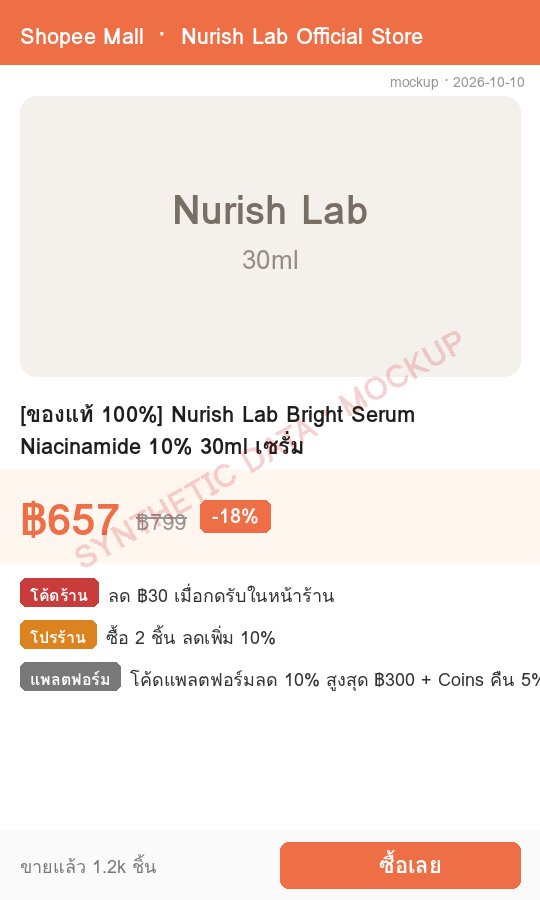 Shopee Mall · Nurish Lab Official Store
mockup · 2026-10-10
Nurish Lab
30ml
[ของแท้ 100%] Nurish Lab Bright Serum
Niacinamide 10% 30ml เซรั่ม
฿657 ฿799 -18%
SYNTHETIC DATA · MOCKUP
โค้ดร้าน ลด ฿30 เมื่อกดรับในหน้าร้าน
โปรร้าน ซื้อ 2 ชิ้น ลดเพิ่ม 10%
แพลตฟอร์ม โค้ดแพลตฟอร์มลด 10% สูงสุด ฿300 + Coins คืน 5%
ขายแล้ว 1.2k ชิ้น ซื้อเลย